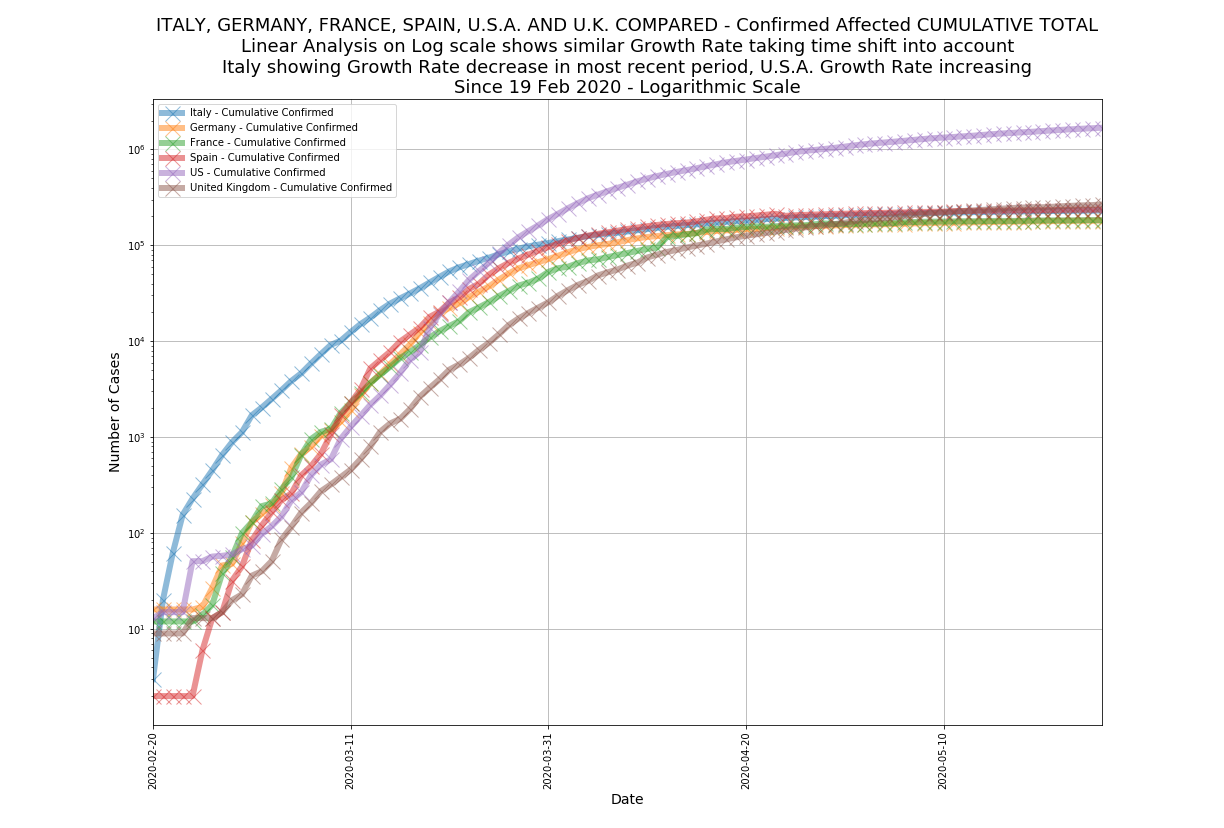 ITALY, GERMANY, FRANCE, SPAIN, U.S.A. AND U.K. COMPARED - Confirmed Affected CUMULATIVE TOTAL
Linear Analysis on Log scale shows similar Growth Rate taking time shift into account
Italy showing Growth Rate decrease in most recent period, U.S.A. Growth Rate increasing
Since 19 Feb 2020 - Logarithmic Scale
Italy - Cumulative Confirmed
Germany - Cumulative Confirmed
France - Cumulative Confirmed
Spain - Cumulative Confirmed
US - Cumulative Confirmed
United Kingdom - Cumulative Confirmed
Number of Cases
10⁶
10⁵
10⁴
10³
10²
10¹
2020-02-20
2020-03-11
2020-03-31
2020-04-20
2020-05-10
Date